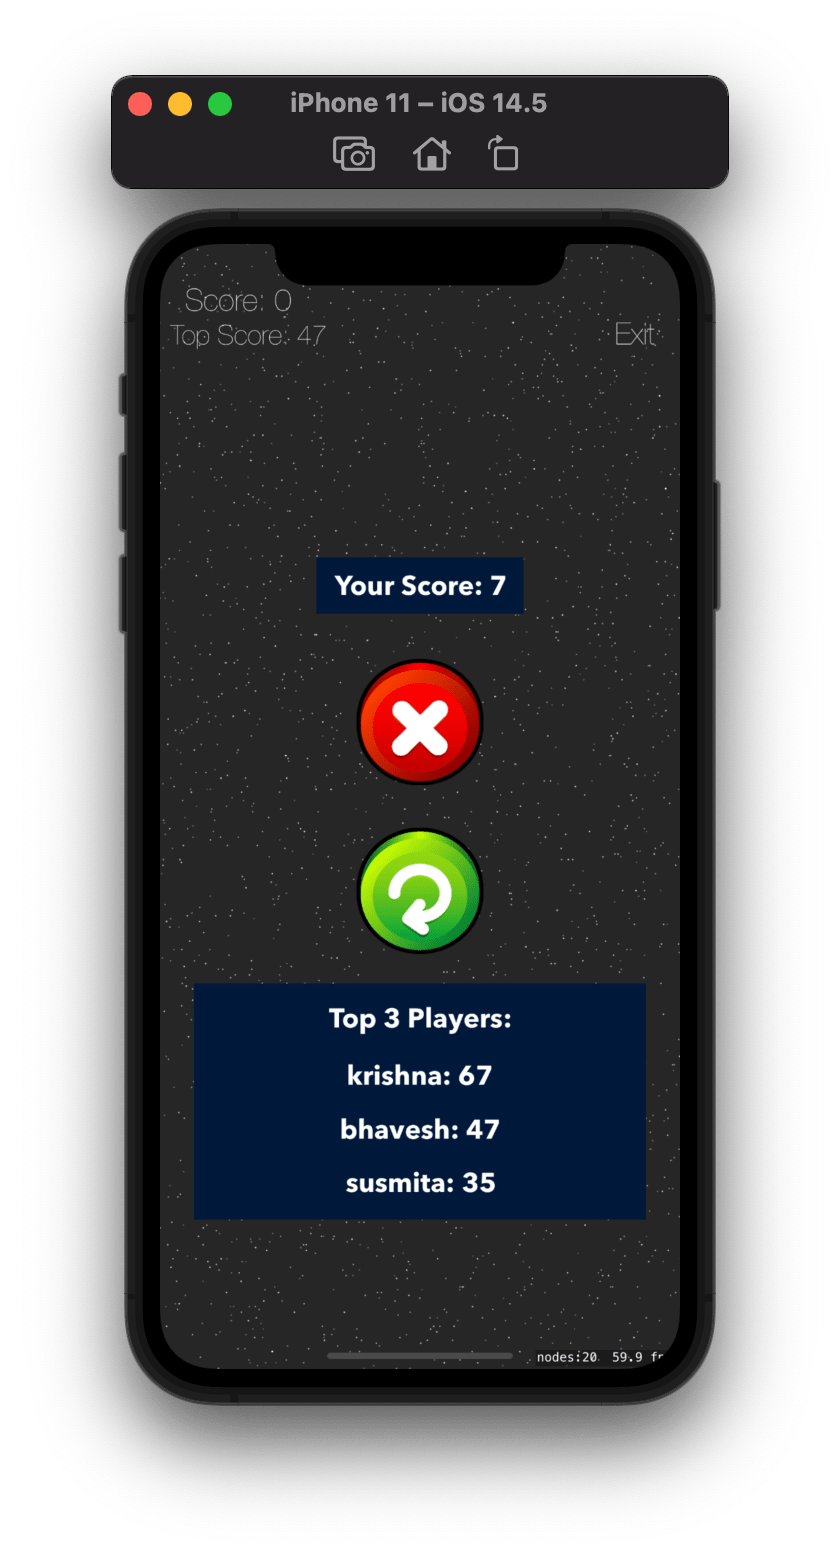 iPhone 11 – iOS 14.5
Score: 0
Top Score: 47
Exit
Your Score: 7
Top 3 Players:
krishna: 67
bhavesh: 47
susmita: 35
nodes:20 59.9